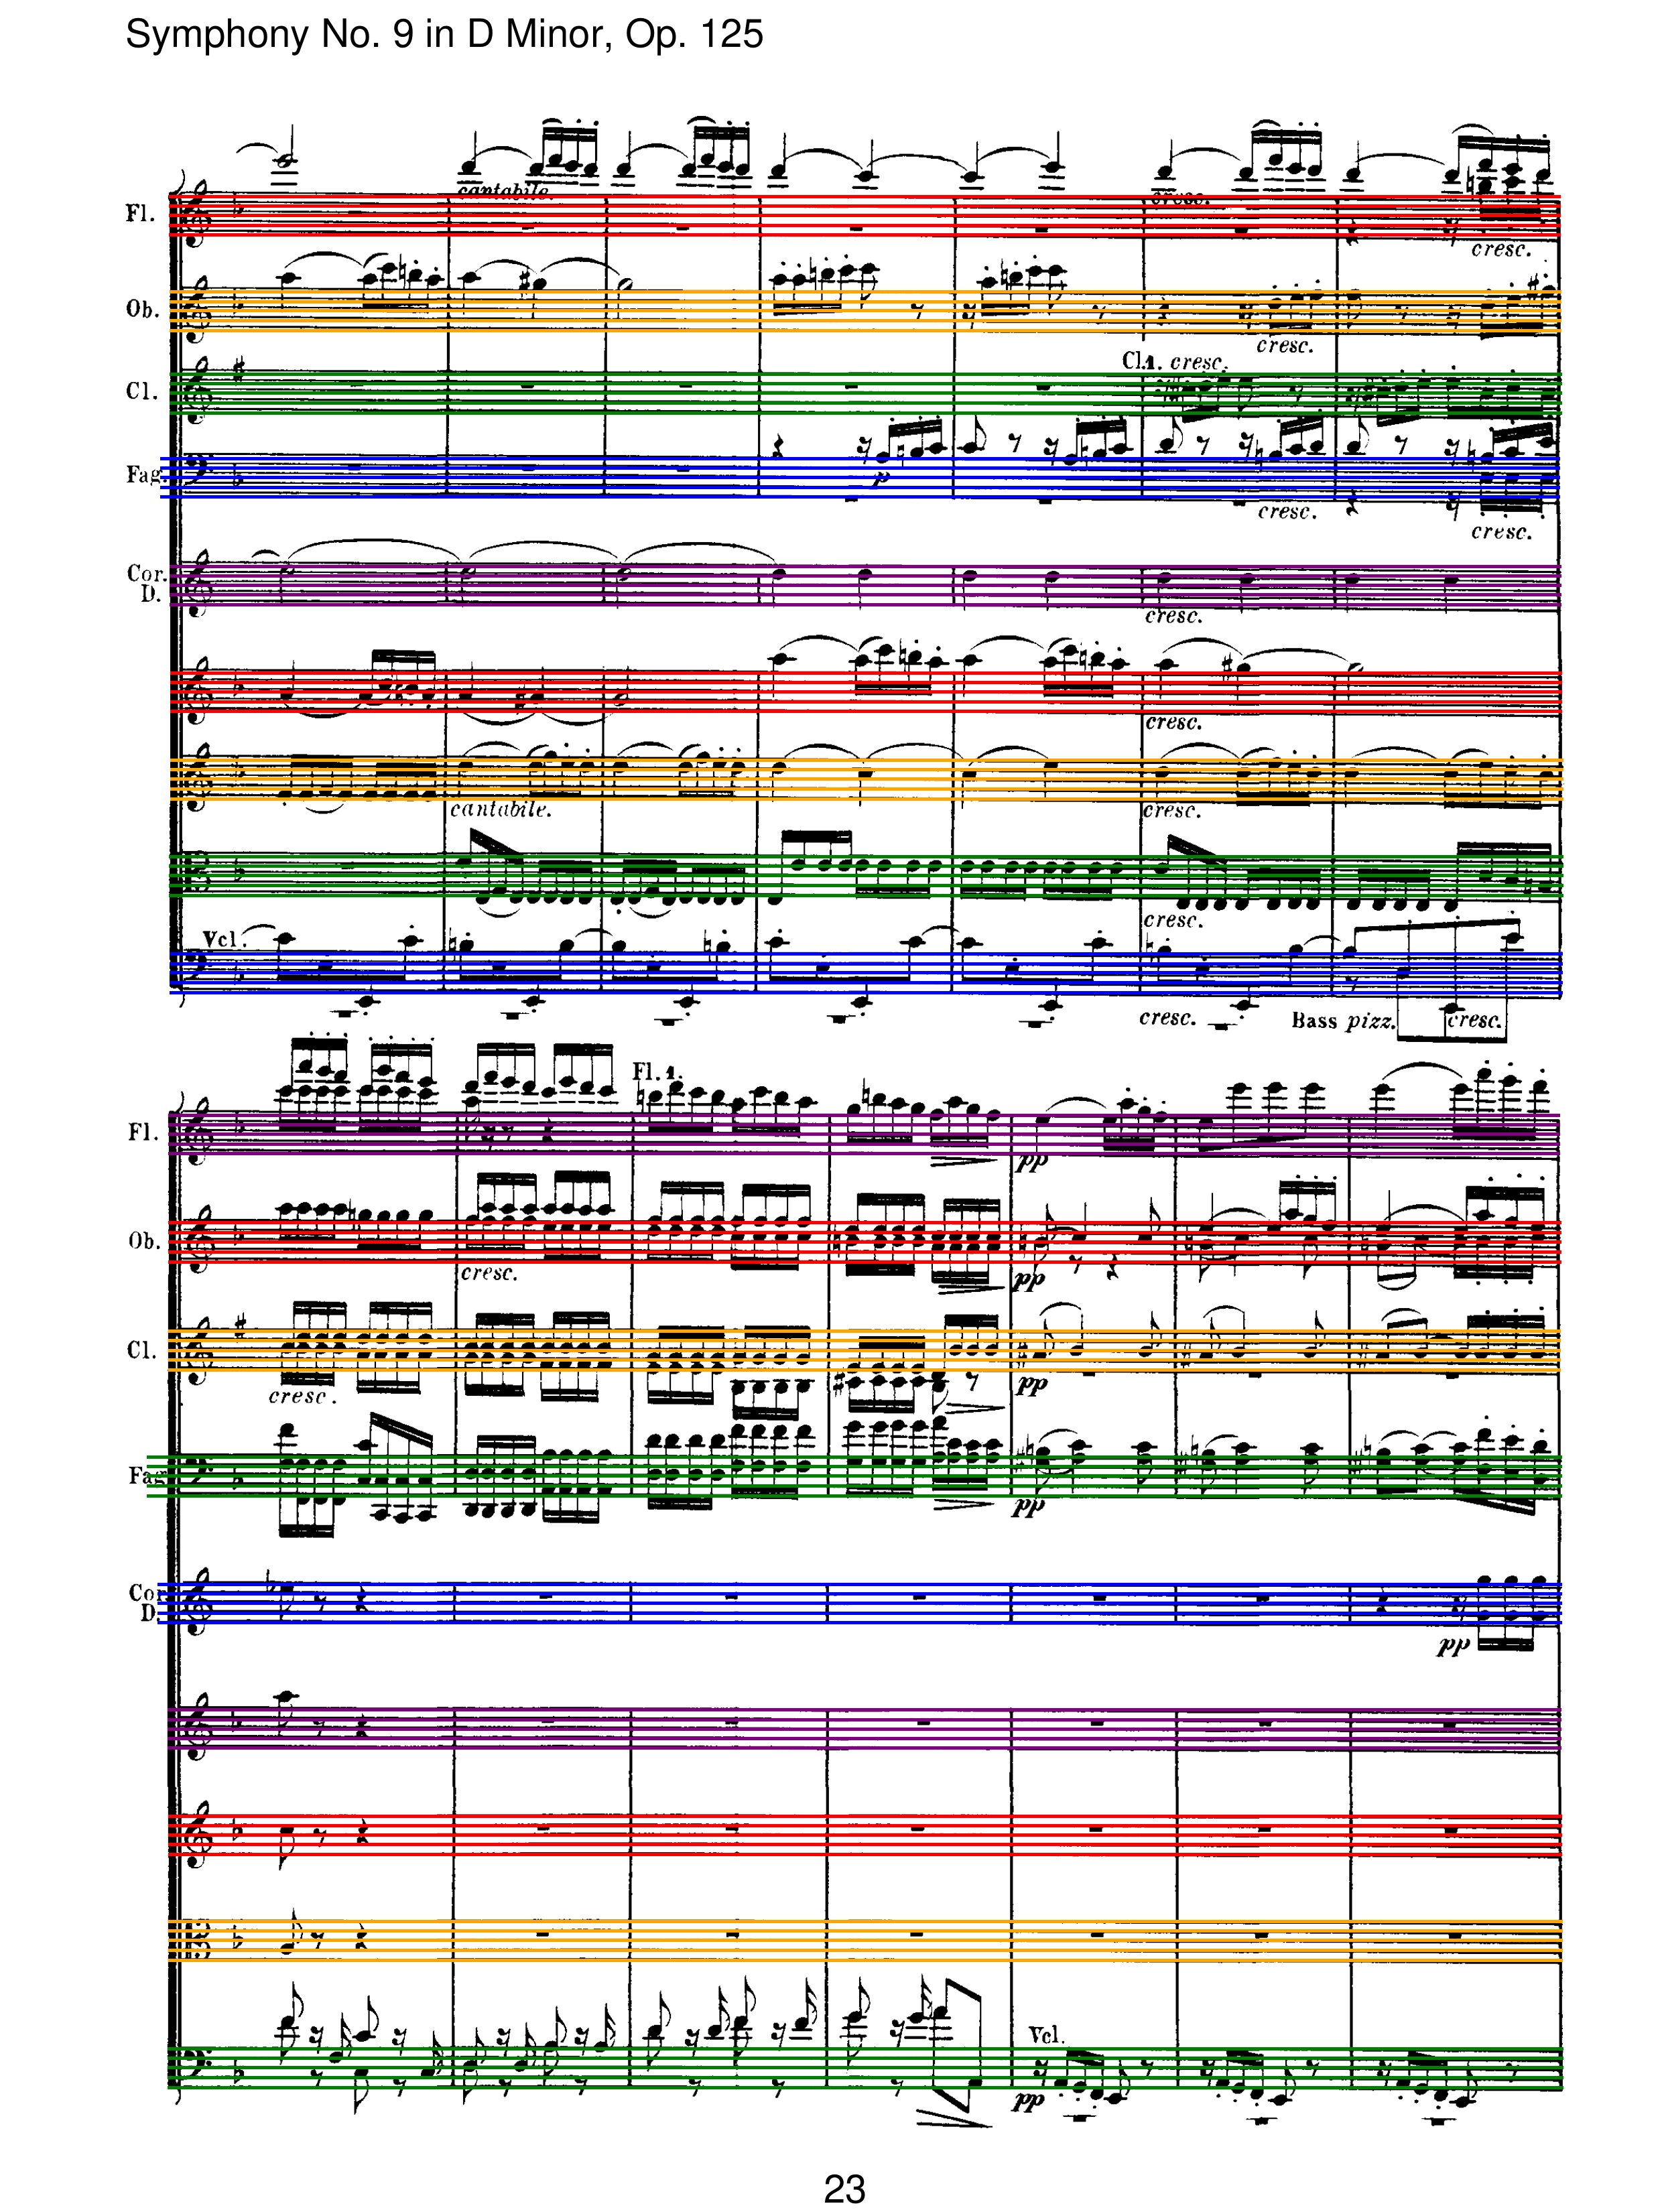 Symphony No. 9 in D Minor, Op. 125
cantabile.
cresc.
Fl.
cresc.
Ob.
cresc.
Cl.1. cresc.
Cl.
Fag.
p
cresc.
cresc.
Cor.
D.
cresc.
cresc.
cantabile.
cresc.
cresc.
Vcl.
cresc.
Bass pizz.
cresc.
Fl. 1.
Fl.
pp
Ob.
cresc.
pp
Cl.
cresc.
pp
Fag
pp
Cor
D.
pp
Vcl.
pp
23